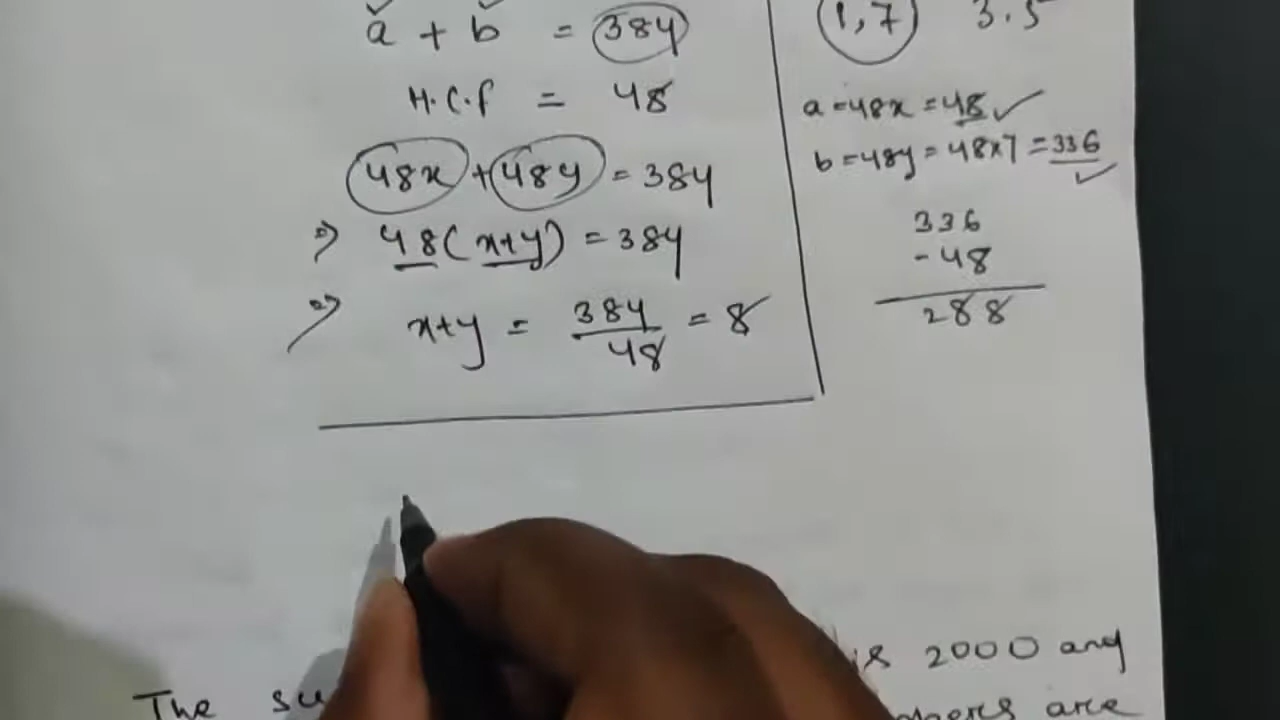 a + b = 384
H.C.f = 48
48x + 48y = 384
⇒ 48(x+y) = 384
⇒ x+y = 384/48 = 8
1,7 3.5
a=48x=48 ✓
b=48y=48×7=336 ✓
336
-48
288
The is 2000 and
are